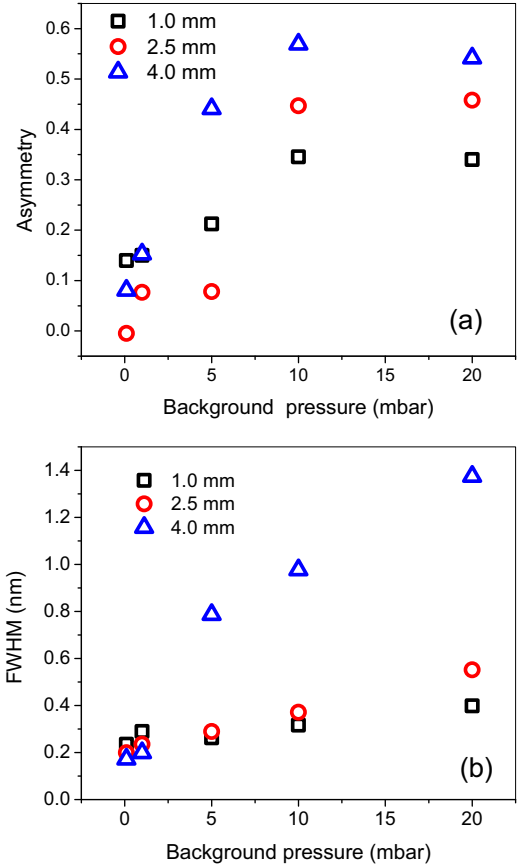 0.6
0.5
0.4
0.3
0.2
0.1
0.0
Asymmetry
1.0 mm
2.5 mm
4.0 mm
(a)
0 5 10 15 20
Background pressure (mbar)
1.4
1.2
1.0
0.8
0.6
0.4
0.2
0.0
FWHM (nm)
1.0 mm
2.5 mm
4.0 mm
(b)
0 5 10 15 20
Background pressure (mbar)